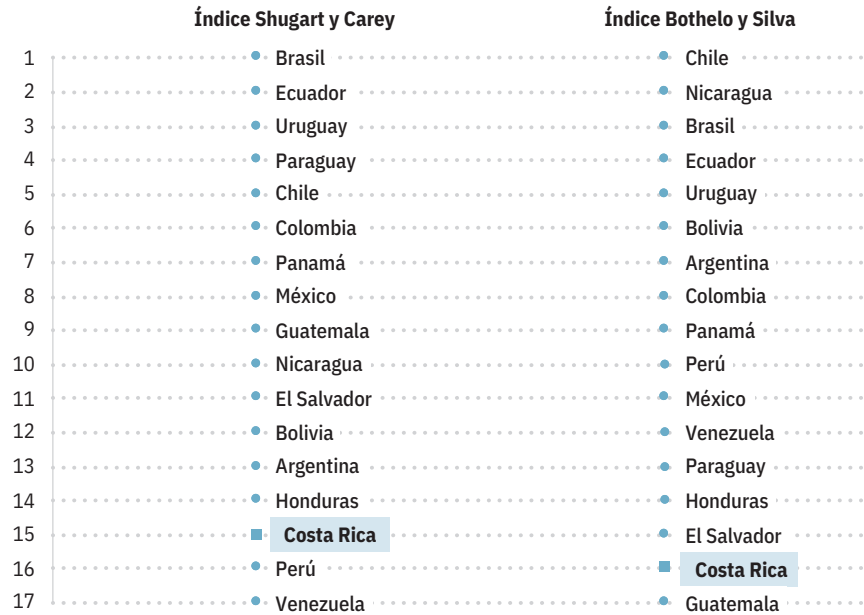 Índice Shugart y Carey Índice Bothelo y Silva
1 Brasil Chile
2 Ecuador Nicaragua
3 Uruguay Brasil
4 Paraguay Ecuador
5 Chile Uruguay
6 Colombia Bolivia
7 Panamá Argentina
8 México Colombia
9 Guatemala Panamá
10 Nicaragua Perú
11 El Salvador México
12 Bolivia Venezuela
13 Argentina Paraguay
14 Honduras Honduras
15 Costa Rica El Salvador
16 Perú Costa Rica
17 Venezuela Guatemala